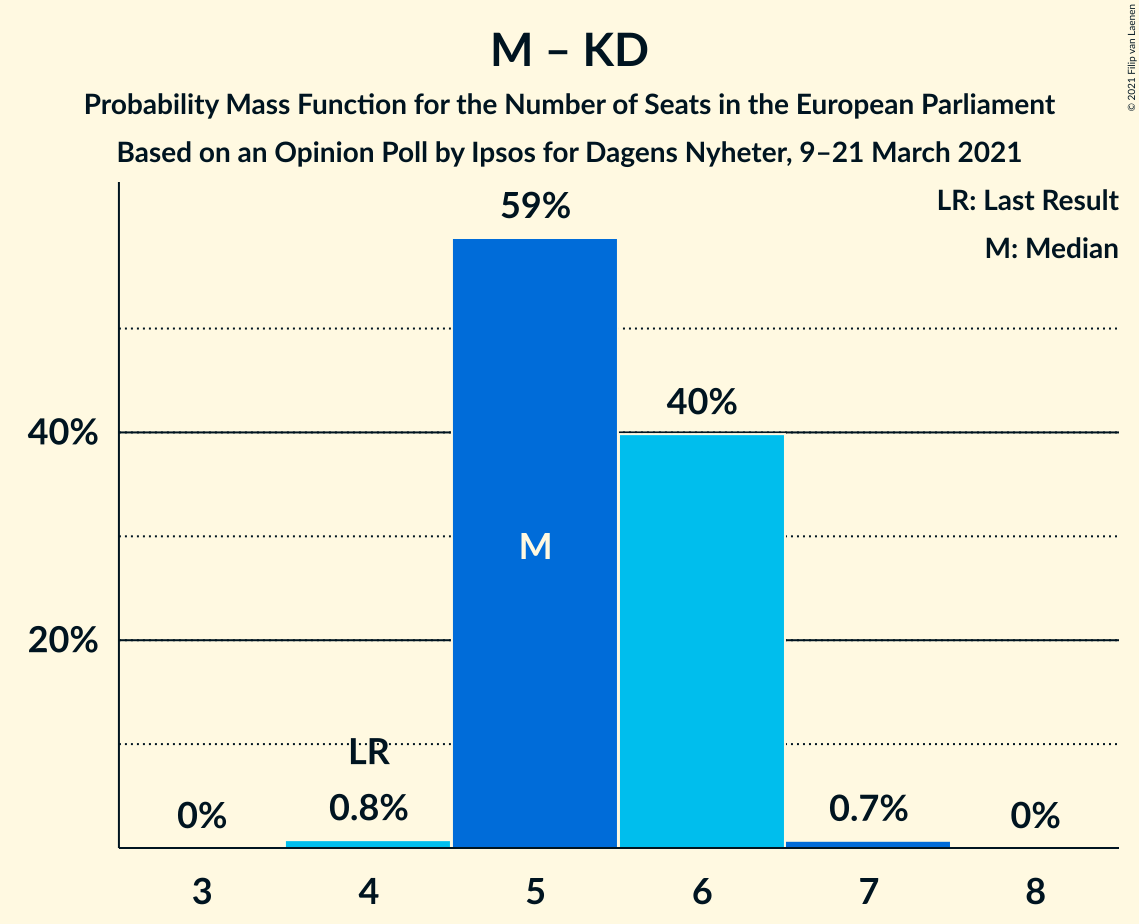 M – KD
Probability Mass Function for the Number of Seats in the European Parliament
Based on an Opinion Poll by Ipsos for Dagens Nyheter, 9–21 March 2021
© 2021 Filip van Laenen
LR: Last Result
M: Median
59%
40%
40%
M
20%
LR
0%
0.8%
0.7%
0%
3
4
5
6
7
8